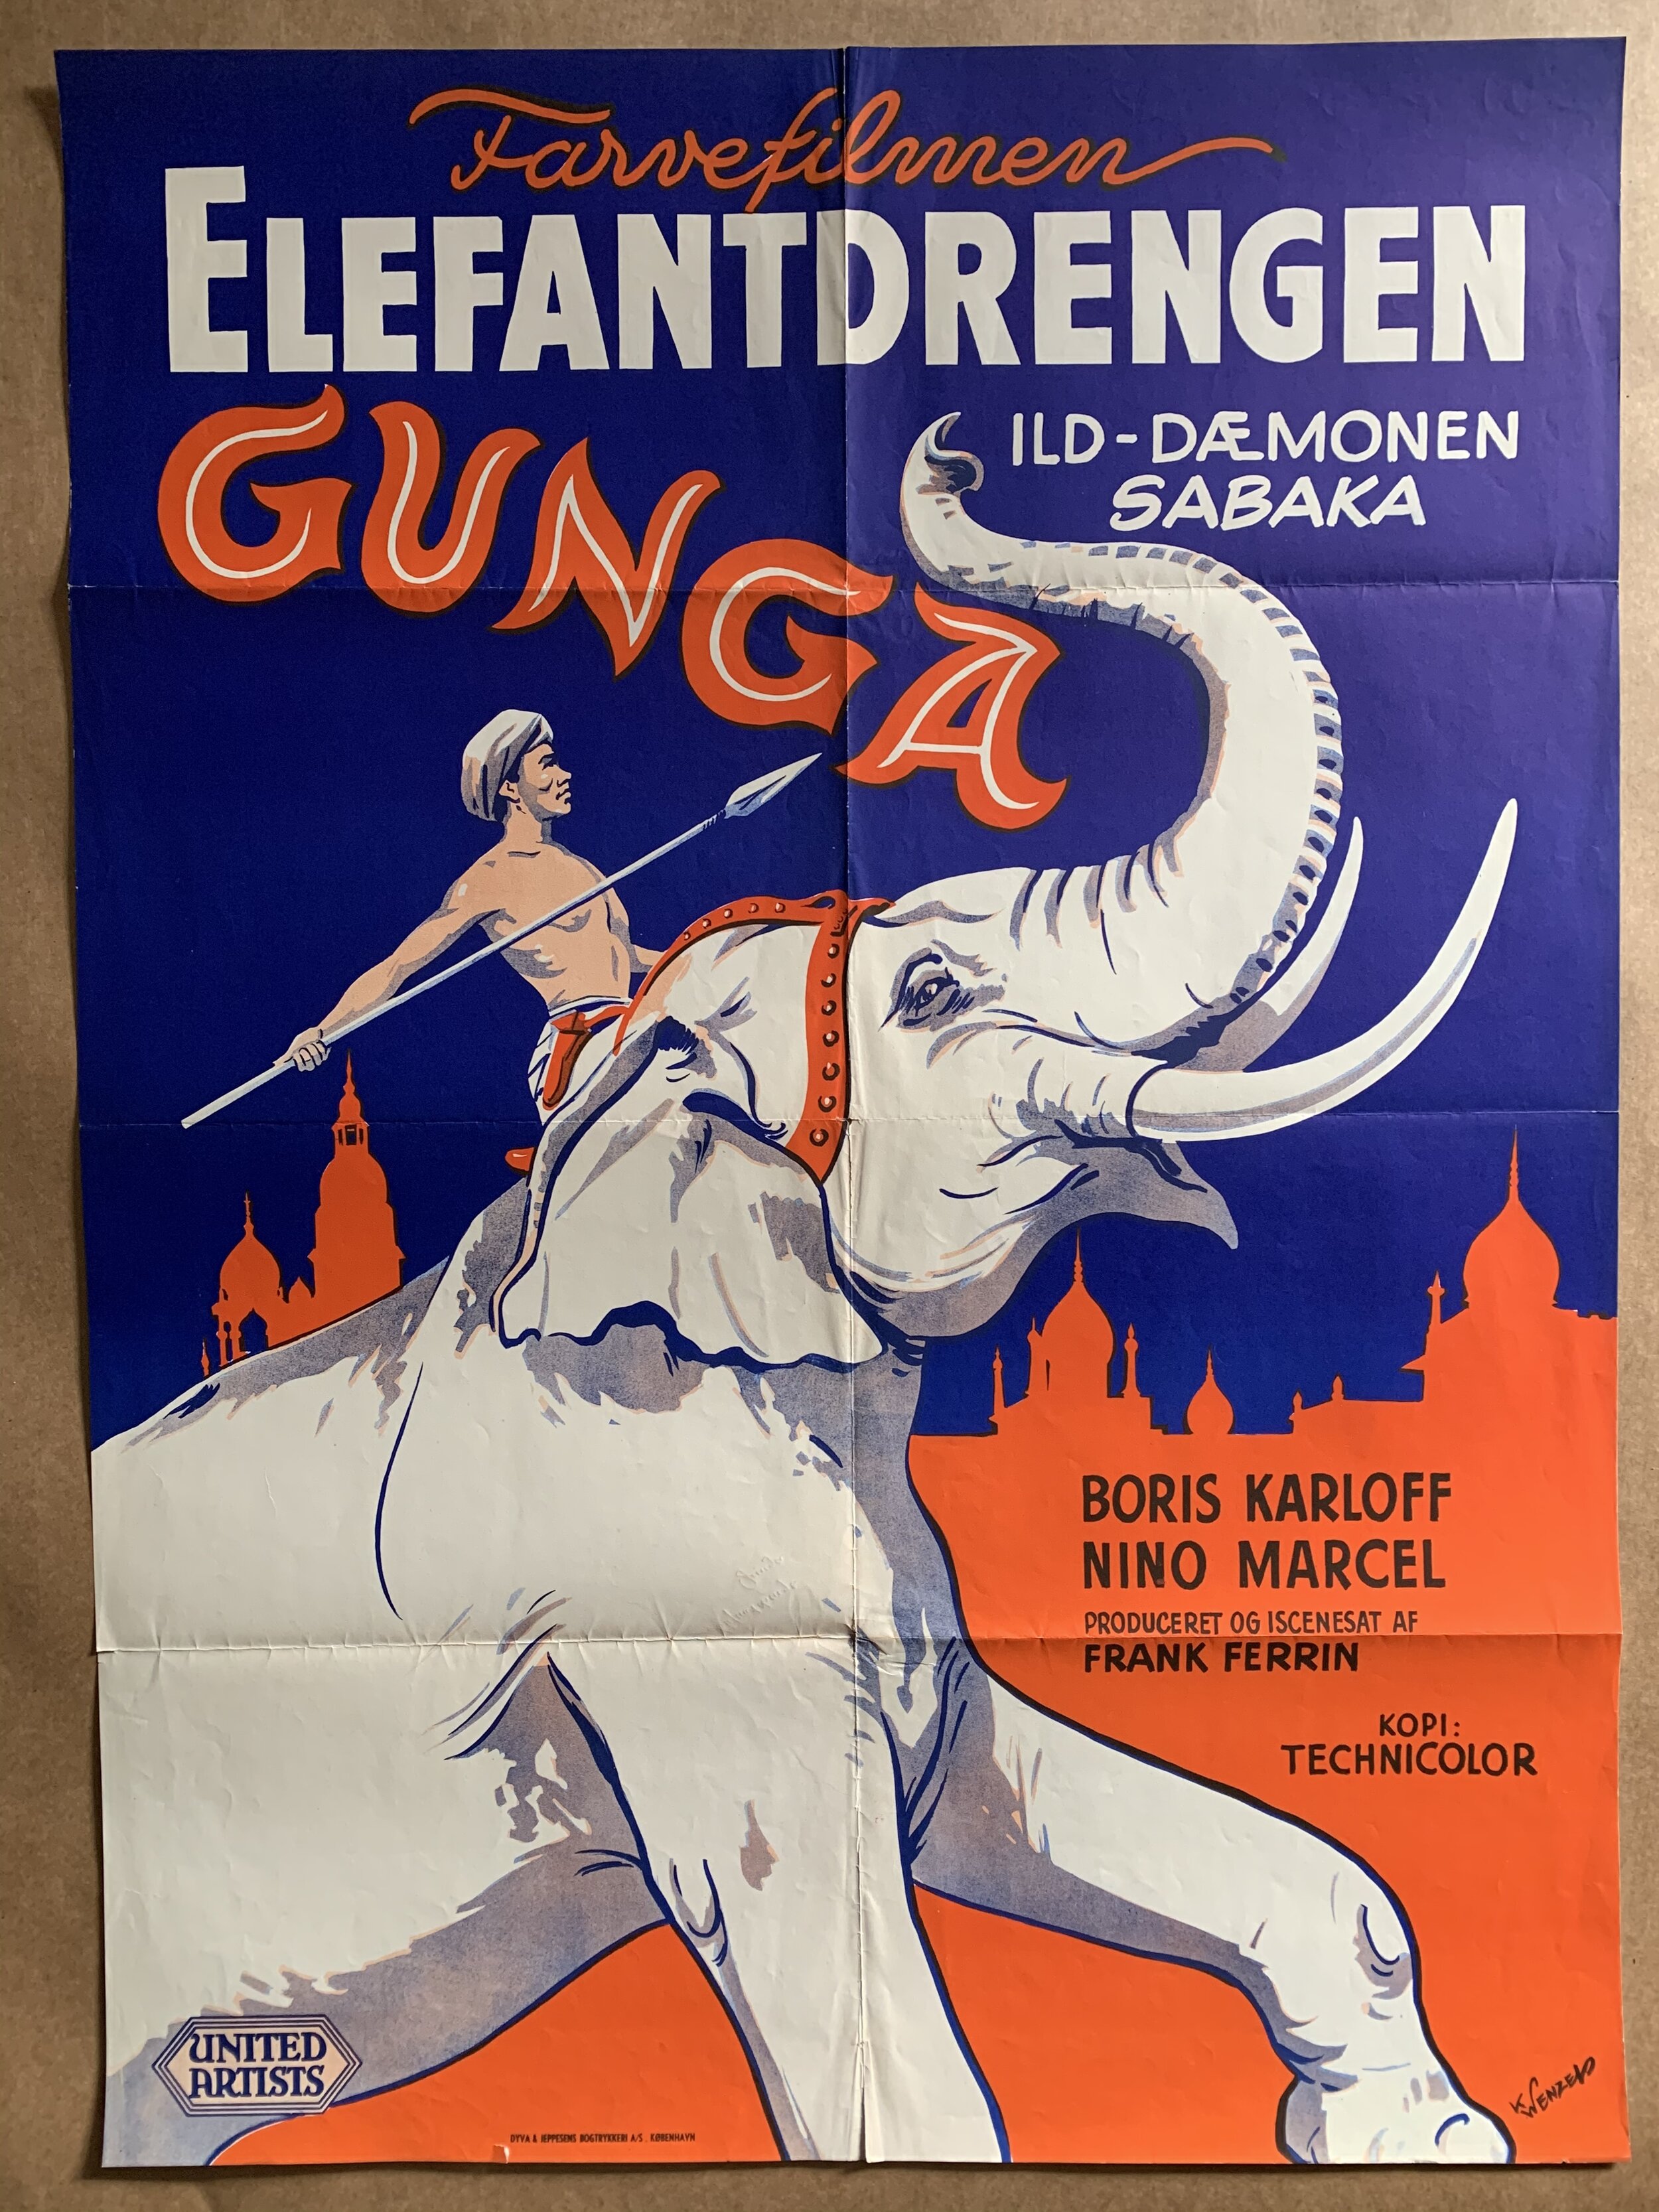 Farvefilmen
ELEFANTDRENGEN
GUNGA
ILD-DÆMONEN
SABAKA
BORIS KARLOFF
NINO MARCEL
PRODUCERET OG ISCENESAT AF
FRANK FERRIN
KOPI:
TECHNICOLOR
UNITED
ARTISTS
DYVA & JEPPESENS BOGTRYKKERI A/S. KØBENHAVN
K. WENZELD